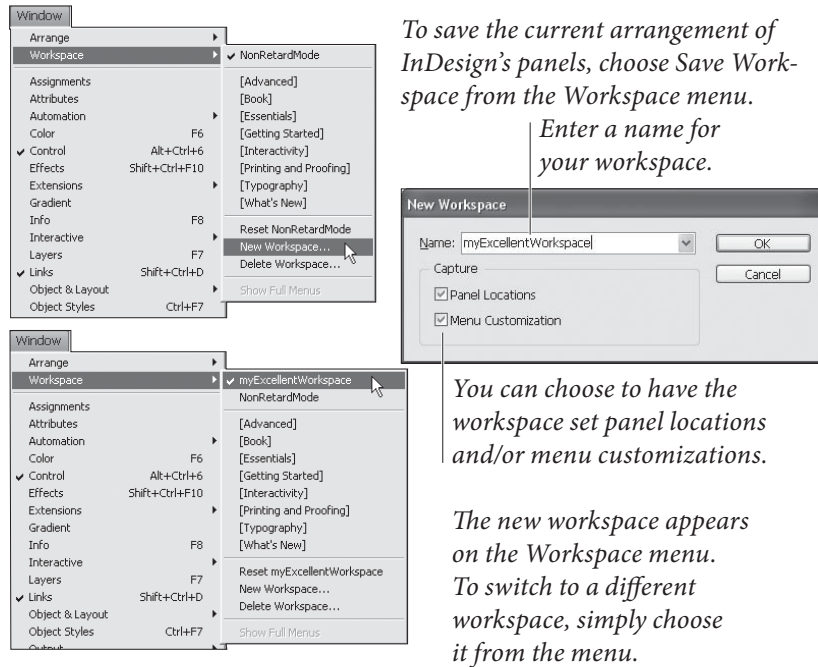 Window
Arrange
Workspace
Assignments
Attributes
Automation
Color F6
Control Alt+Ctrl+6
Effects Shift+Ctrl+F10
Extensions
Gradient
Info F8
Interactive
Layers F7
Links Shift+Ctrl+D
Object & Layout
Object Styles Ctrl+F7
NonRetardMode
[Advanced]
[Book]
[Essentials]
[Getting Started]
[Interactivity]
[Printing and Proofing]
[Typography]
[What's New]
Reset NonRetardMode
New Workspace...
Delete Workspace...
Show Full Menus
To save the current arrangement of
InDesign’s panels, choose Save Work-
space from the Workspace menu.
Enter a name for
your workspace.
New Workspace
Name: myExcellentWorkspace
OK
Capture
Cancel
Panel Locations
Menu Customization
You can choose to have the
workspace set panel locations
and/or menu customizations.
Window
Arrange
Workspace
Assignments
Attributes
Automation
Color F6
Control Alt+Ctrl+6
Effects Shift+Ctrl+F10
Extensions
Gradient
Info F8
Interactive
Layers F7
Links Shift+Ctrl+D
Object & Layout
Object Styles Ctrl+F7
Output
myExcellentWorkspace
NonRetardMode
[Advanced]
[Book]
[Essentials]
[Getting Started]
[Interactivity]
[Printing and Proofing]
[Typography]
[What's New]
Reset myExcellentWorkspace
New Workspace...
Delete Workspace...
Show Full Menus
The new workspace appears
on the Workspace menu.
To switch to a different
workspace, simply choose
it from the menu.